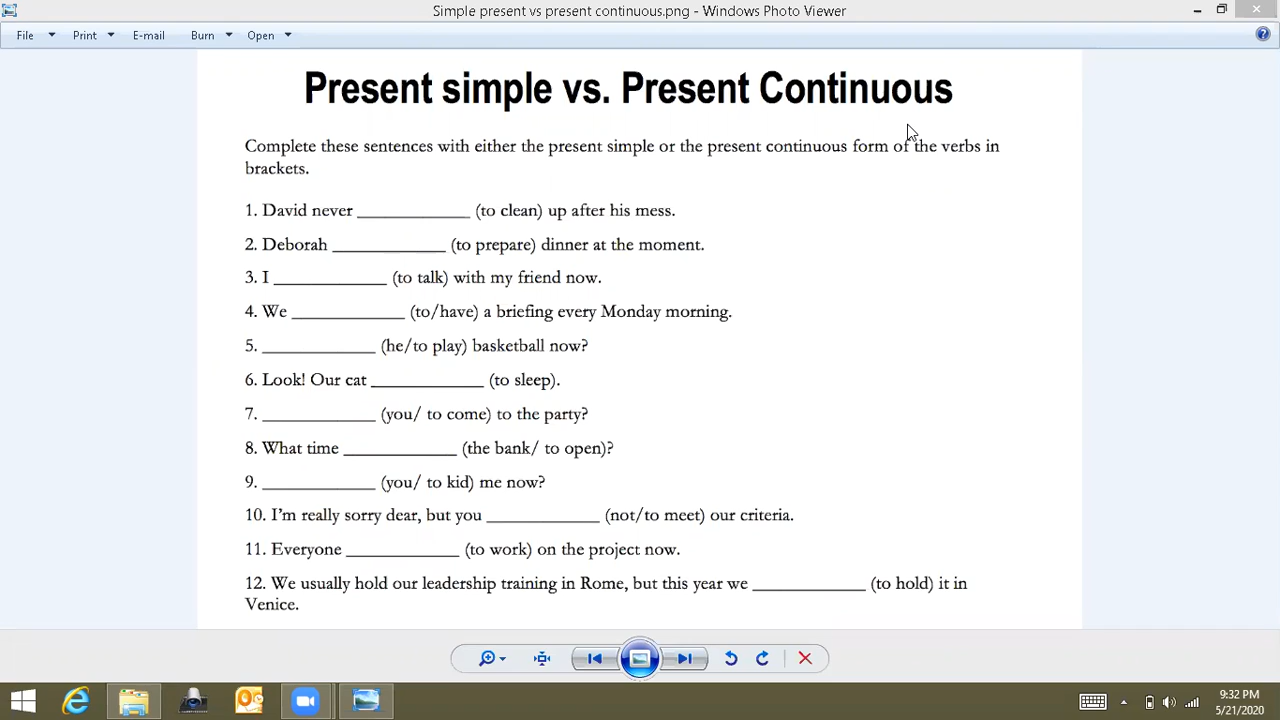 Simple present vs present continuous.png - Windows Photo Viewer
File Print E-mail Burn Open
Present simple vs. Present Continuous
Complete these sentences with either the present simple or the present continuous form of the verbs in
brackets.
1. David never ____________ (to clean) up after his mess.
2. Deborah ____________ (to prepare) dinner at the moment.
3. I ____________ (to talk) with my friend now.
4. We ____________ (to/have) a briefing every Monday morning.
5. ____________ (he/to play) basketball now?
6. Look! Our cat ____________ (to sleep).
7. ____________ (you/ to come) to the party?
8. What time ____________ (the bank/ to open)?
9. ____________ (you/ to kid) me now?
10. I'm really sorry dear, but you ____________ (not/to meet) our criteria.
11. Everyone ____________ (to work) on the project now.
12. We usually hold our leadership training in Rome, but this year we ____________ (to hold) it in
Venice.
9:32 PM
5/21/2020